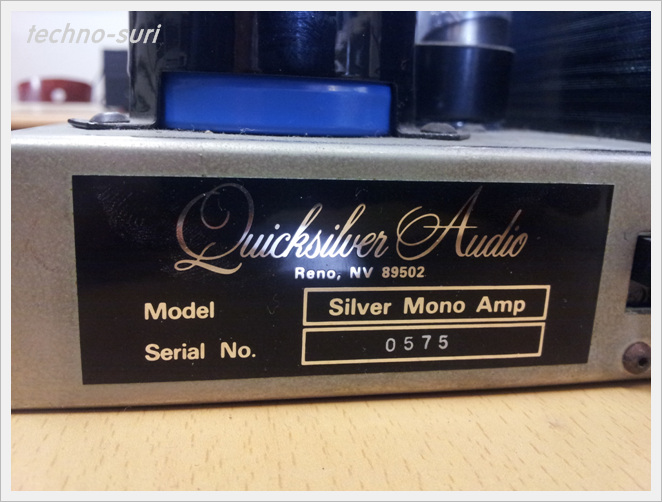 techno-suri
Quicksilver Audio
Reno, NV 89502
Model Silver Mono Amp
Serial No. 0575